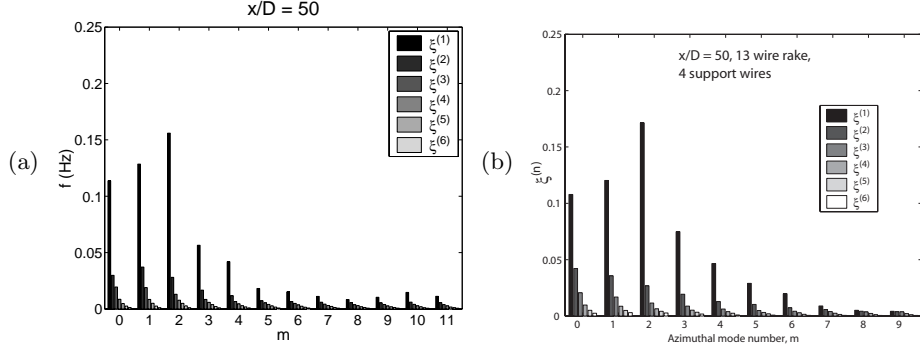 (a)
x/D = 50
f (Hz)
0.25
0.2
0.15
0.1
0.05
0
ξ(1)
ξ(2)
ξ(3)
ξ(4)
ξ(5)
ξ(6)
0 1 2 3 4 5 6 7 8 9 10 11
m
(b)
ξ(n)
0.25
0.2
0.15
0.1
0.05
0
x/D = 50, 13 wire rake,
4 support wires
ξ(1)
ξ(2)
ξ(3)
ξ(4)
ξ(5)
ξ(6)
0 1 2 3 4 5 6 7 8 9
Azimuthal mode number, m